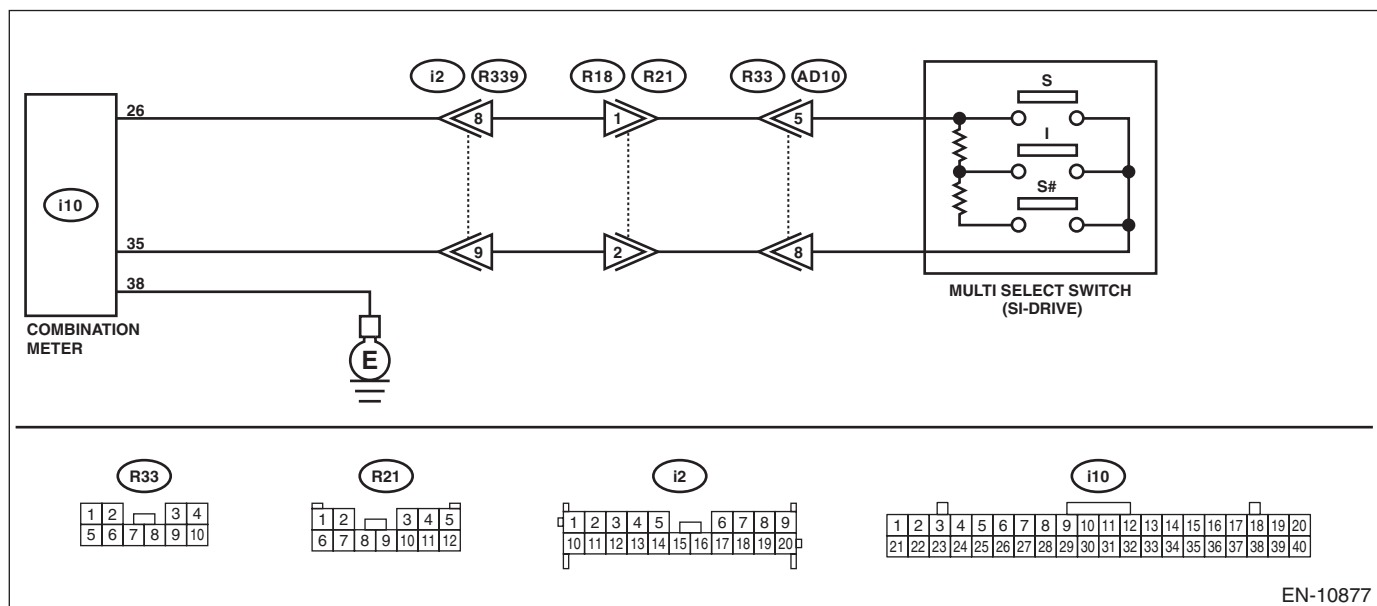 i2 R339 R18 R21 R33 AD10
26 8 1 5 S
I
S#
i10
35 9 2 8
38
E
COMBINATION
METER
MULTI SELECT SWITCH
(SI-DRIVE)
R33 R21 i2 i10
1 2 3 4
5 6 7 8 9 10
1 2 3 4 5
6 7 8 9 10 11 12
1 2 3 4 5 6 7 8 9
10 11 12 13 14 15 16 17 18 19 20
1 2 3 4 5 6 7 8 9 10 11 12 13 14 15 16 17 18 19 20
21 22 23 24 25 26 27 28 29 30 31 32 33 34 35 36 37 38 39 40
EN-10877